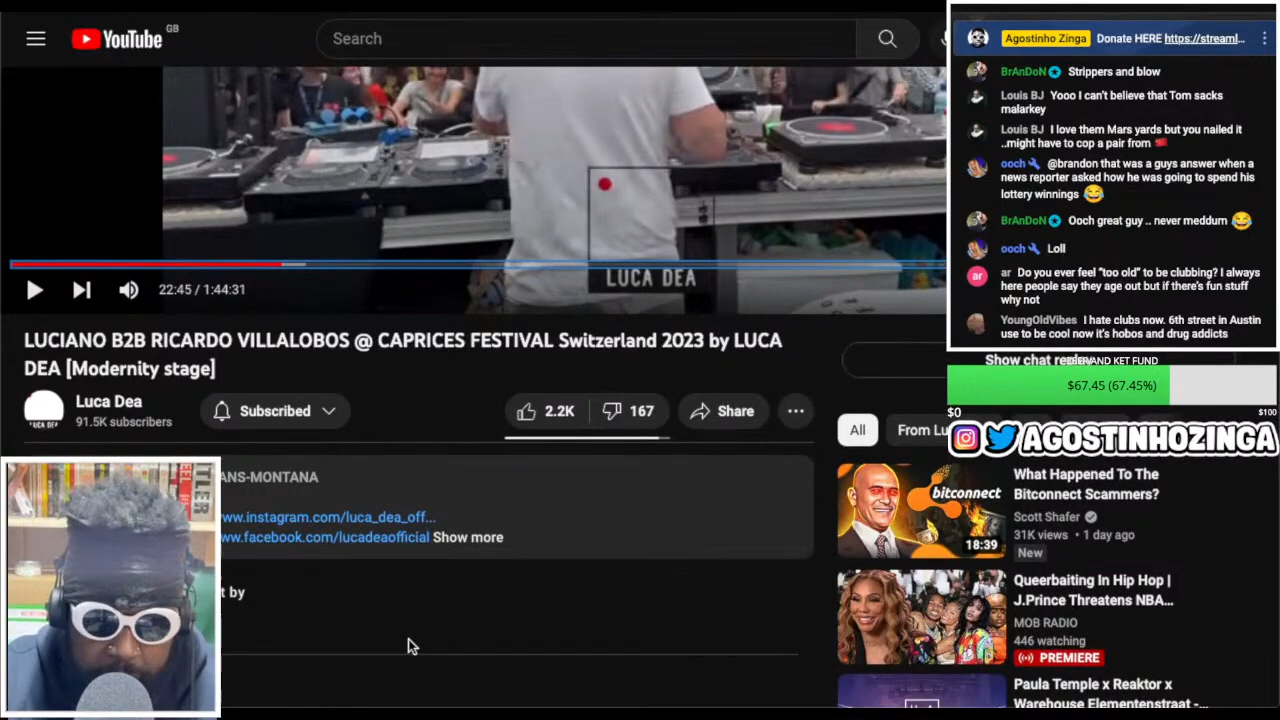 YouTube GB
Search
LUCA DEA
22:45 / 1:44:31
LUCIANO B2B RICARDO VILLALOBOS @ CAPRICES FESTIVAL Switzerland 2023 by LUCA
DEA [Modernity stage]
Luca Dea
91.5K subscribers
Subscribed
2.2K
167
Share
ANS-MONTANA
ww.instagram.com/luca_dea_off...
ww.facebook.com/lucadeaofficial Show more
t by
Agostinho Zinga Donate HERE https://streaml...
BrAnDoN Strippers and blow
Louis BJ Yooo I can't believe that Tom sacks
malarkey
Louis BJ I love them Mars yards but you nailed it
..might have to cop a pair from 🇨🇳
ooch @brandon that was a guys answer when a
news reporter asked how he was going to spend his
lottery winnings 😂
BrAnDoN Ooch great guy .. never meddum 😂
ooch Loll
ar Do you ever feel “too old” to be clubbing? I always
here people say they age out but if there’s fun stuff
why not
YoungOldVibes I hate clubs now. 6th street in Austin
use to be cool now it's hobos and drug addicts
Show chat
AND KET FUND
$67.45 (67.45%)
$0
$100
AGOSTINHOZINGA
All
From Lu
bitconnect
18:39
What Happened To The
Bitconnect Scammers?
Scott Shafer
31K views • 1 day ago
New
Queerbaiting In Hip Hop |
J.Prince Threatens NBA...
MOB RADIO
446 watching
PREMIERE
Paula Temple x Reaktor x
Warehouse Elementenstraat -...